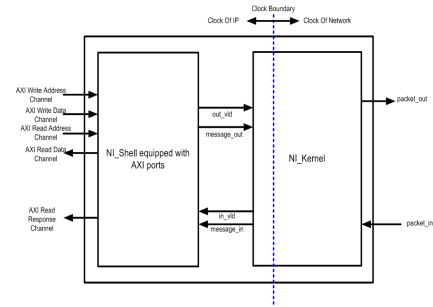 Clock Boundary
Clock Of IP
Clock Of Network
AXI Write Address
Channel
AXI Write Data
Channel
AXI Read Address
Channel
AXI Read Data
Channel
AXI Read
Response
Channel
NI_Shell equipped with
AXI ports
out_vld
message_out
in_vld
message_in
NI_Kernel
packet_out
packet_in